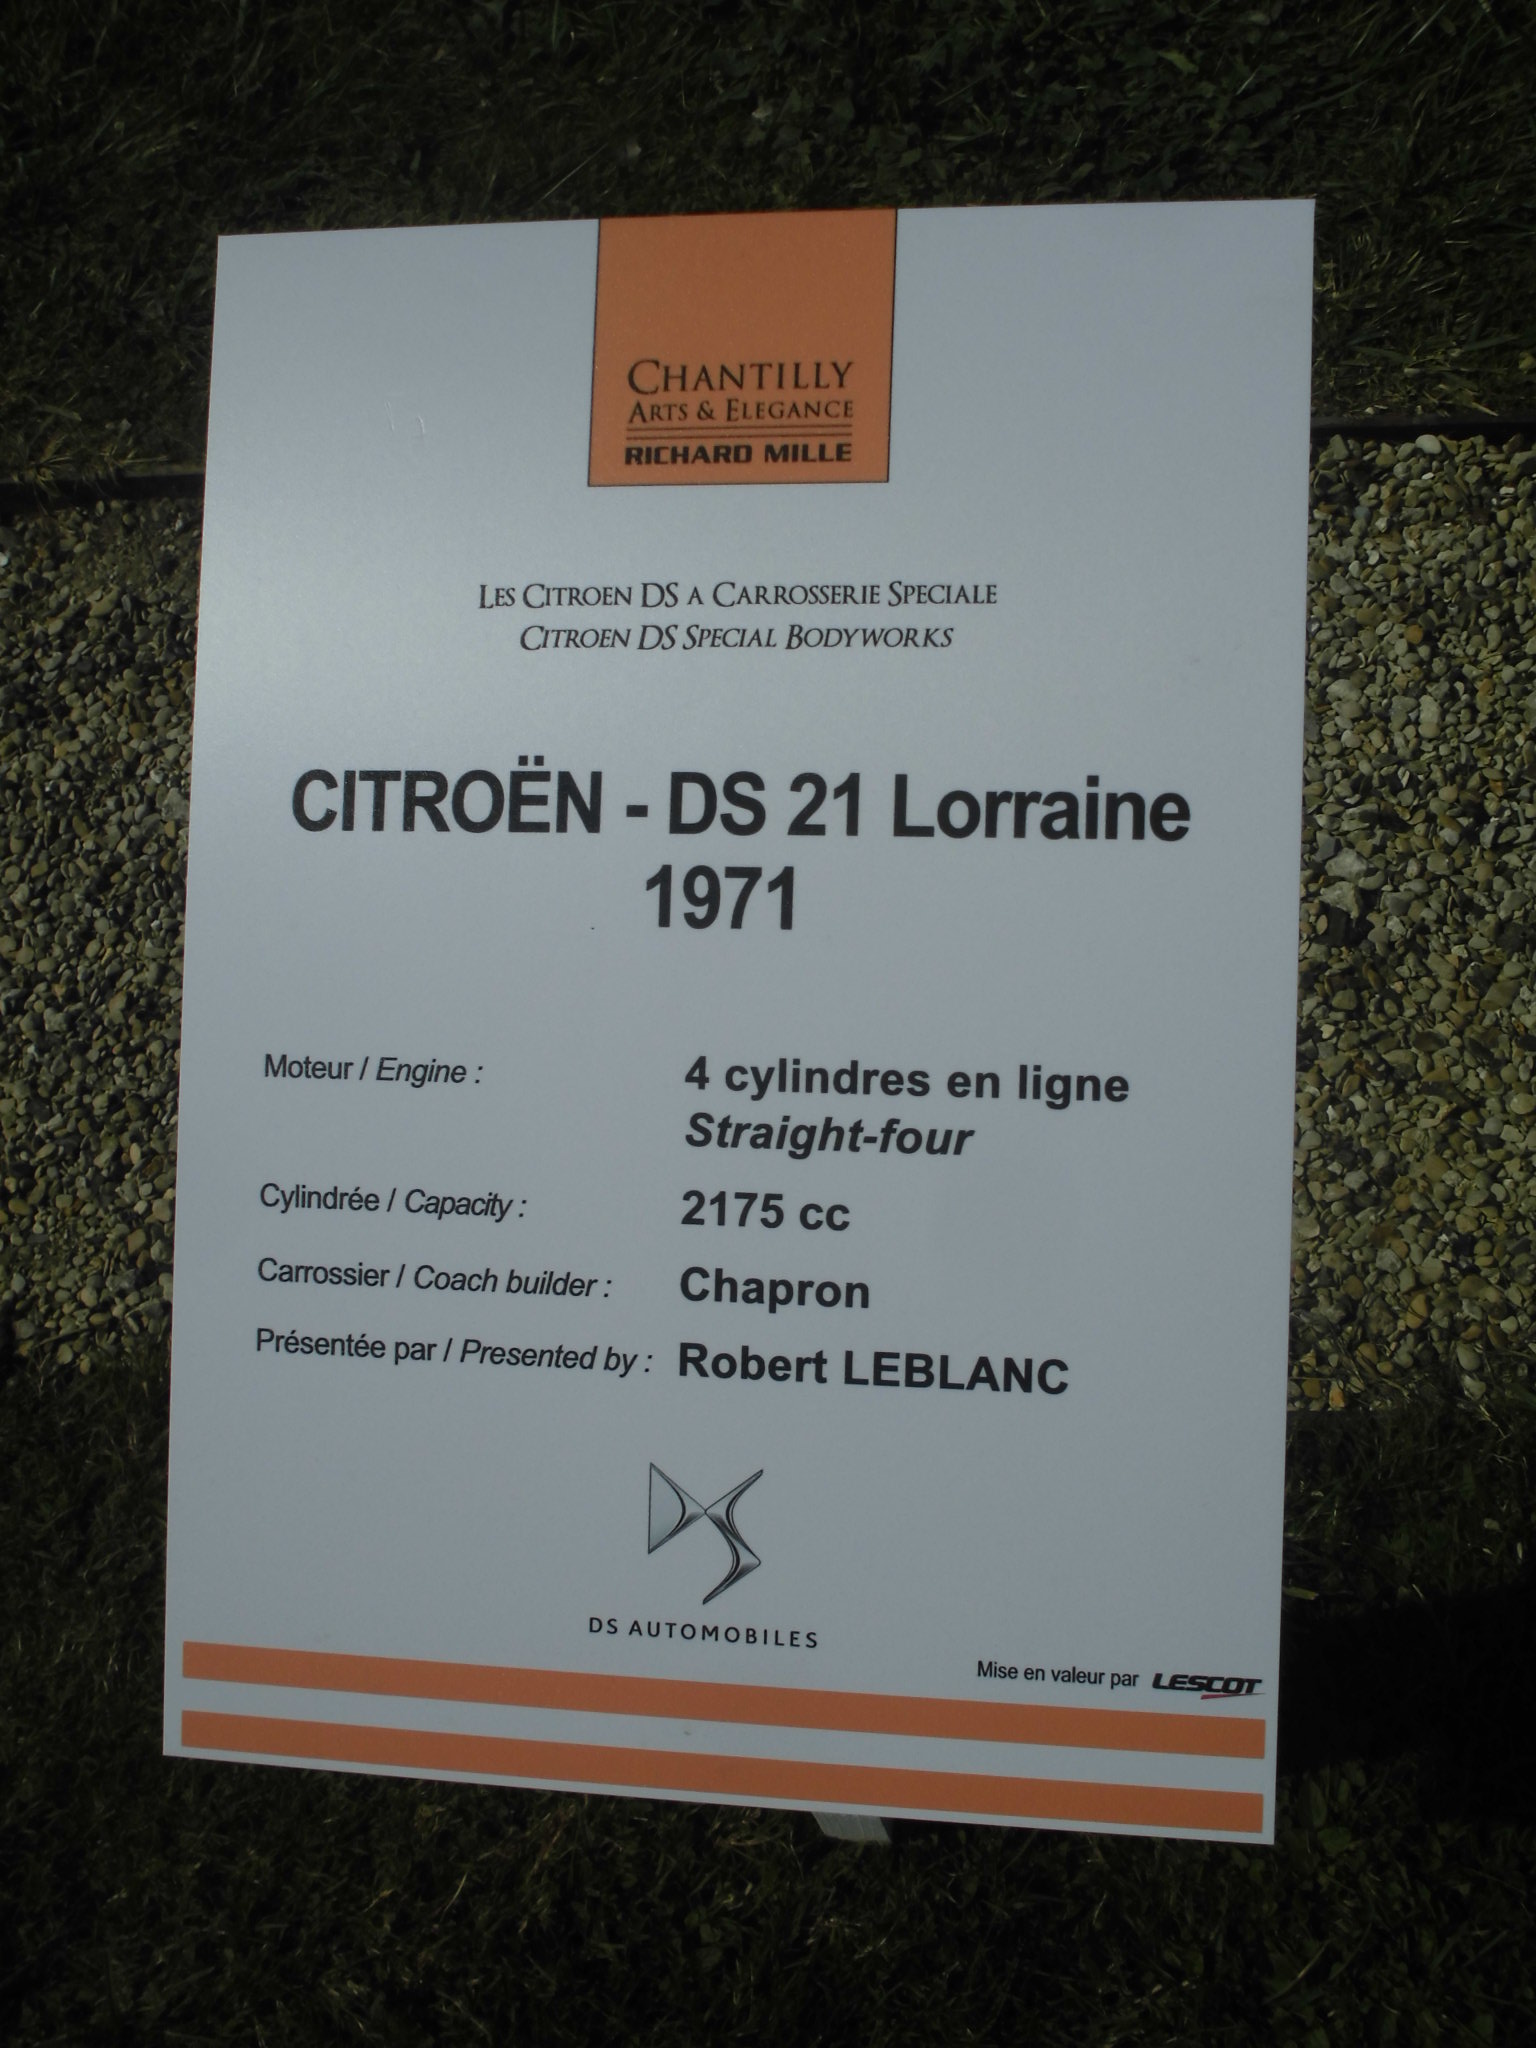 CHANTILLY
ARTS & ELEGANCE
RICHARD MILLE
LES CITROEN DS A CARROSSERIE SPECIALE
CITROEN DS SPECIAL BODYWORKS
CITROËN - DS 21 Lorraine
1971
Moteur / Engine : 4 cylindres en ligne
Straight-four
Cylindrée / Capacity : 2175 cc
Carrossier / Coach builder : Chapron
Présentée par / Presented by : Robert LEBLANC
DS AUTOMOBILES
Mise en valeur par LESCOT